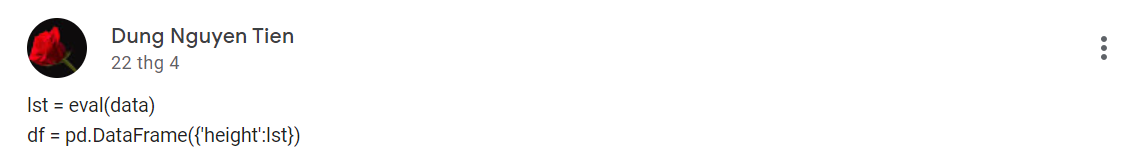 Dung Nguyen Tien
22 thg 4
lst = eval(data)
df = pd.DataFrame({'height':lst})